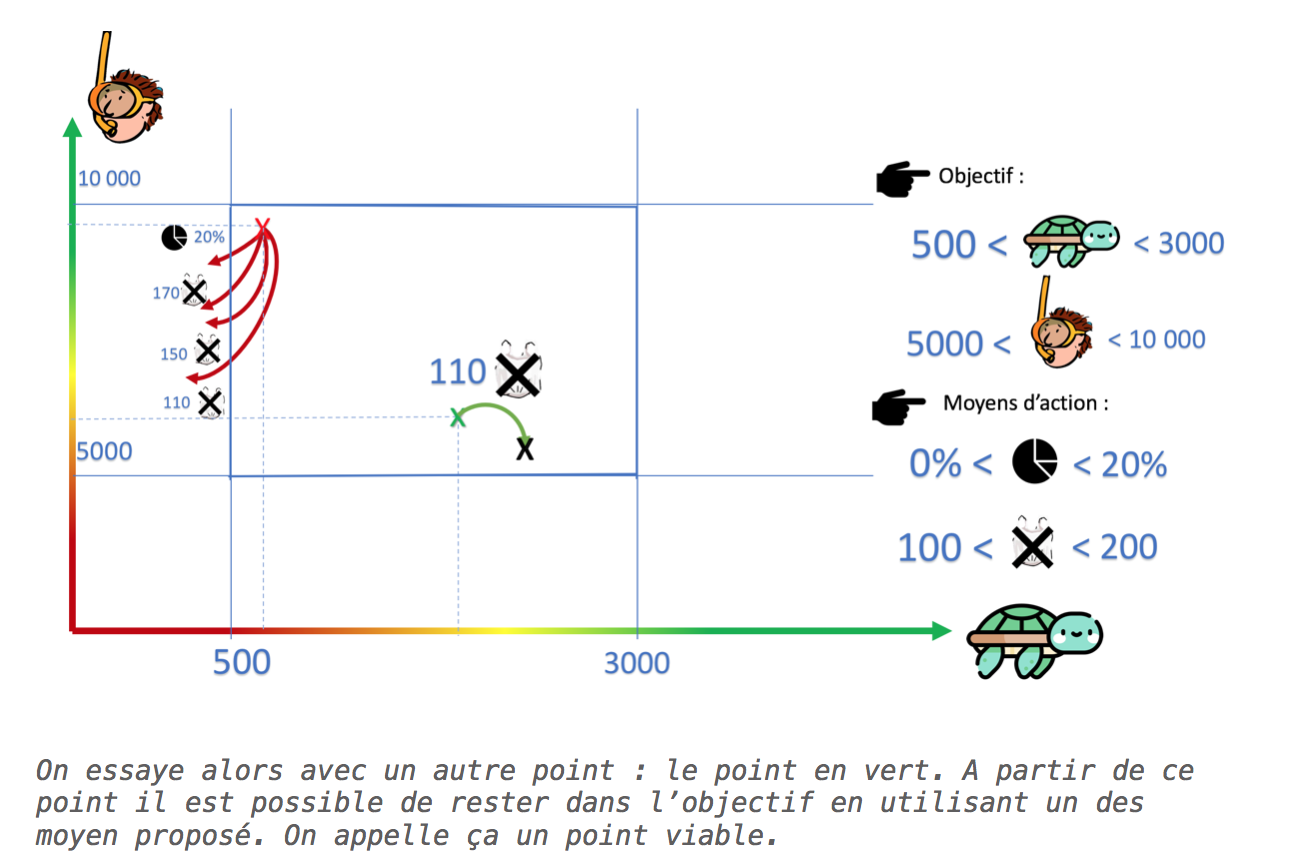 10 000
20%
170
150
110
5000
110
500
3000
Objectif :
500 < < 3000
5000 < < 10 000
Moyens d’action :
0% < < 20%
100 < < 200
On essaye alors avec un autre point : le point en vert. A partir de ce
point il est possible de rester dans l’objectif en utilisant un des
moyen proposé. On appelle ça un point viable.